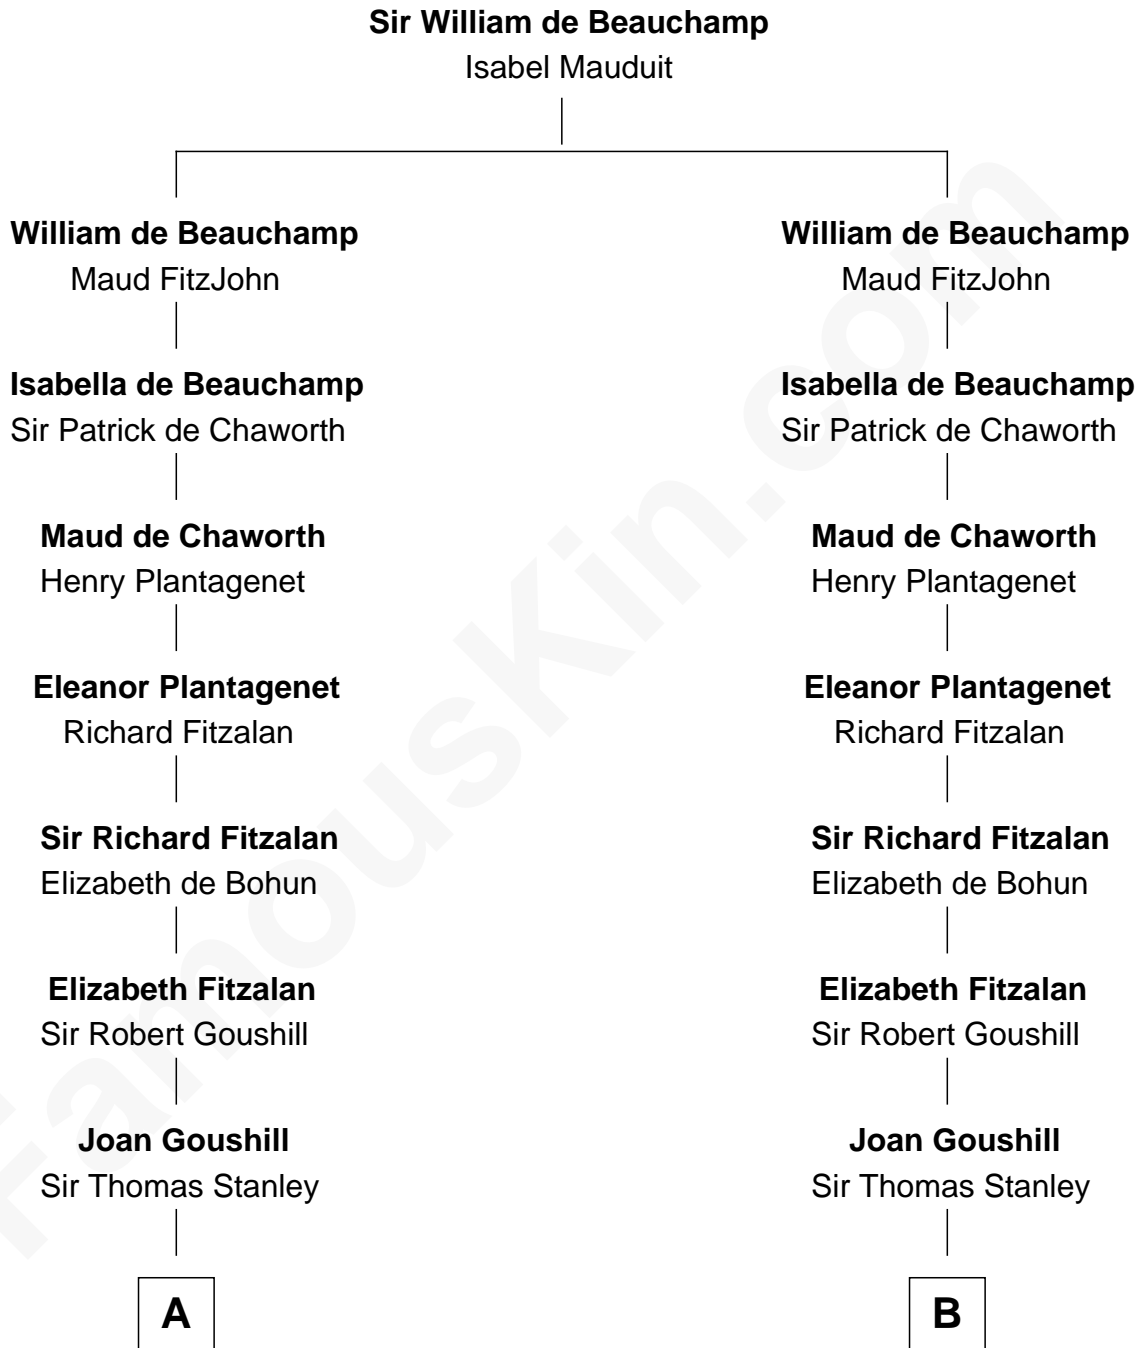 Sir William de Beauchamp
Isabel Mauduit
William de Beauchamp
Maud FitzJohn
Isabella de Beauchamp
Sir Patrick de Chaworth
Maud de Chaworth
Henry Plantagenet
Eleanor Plantagenet
Richard Fitzalan
Sir Richard Fitzalan
Elizabeth de Bohun
Elizabeth Fitzalan
Sir Robert Goushill
Joan Goushill
Sir Thomas Stanley
A
William de Beauchamp
Maud FitzJohn
Isabella de Beauchamp
Sir Patrick de Chaworth
Maud de Chaworth
Henry Plantagenet
Eleanor Plantagenet
Richard Fitzalan
Sir Richard Fitzalan
Elizabeth de Bohun
Elizabeth Fitzalan
Sir Robert Goushill
Joan Goushill
Sir Thomas Stanley
B
FamousKin.com